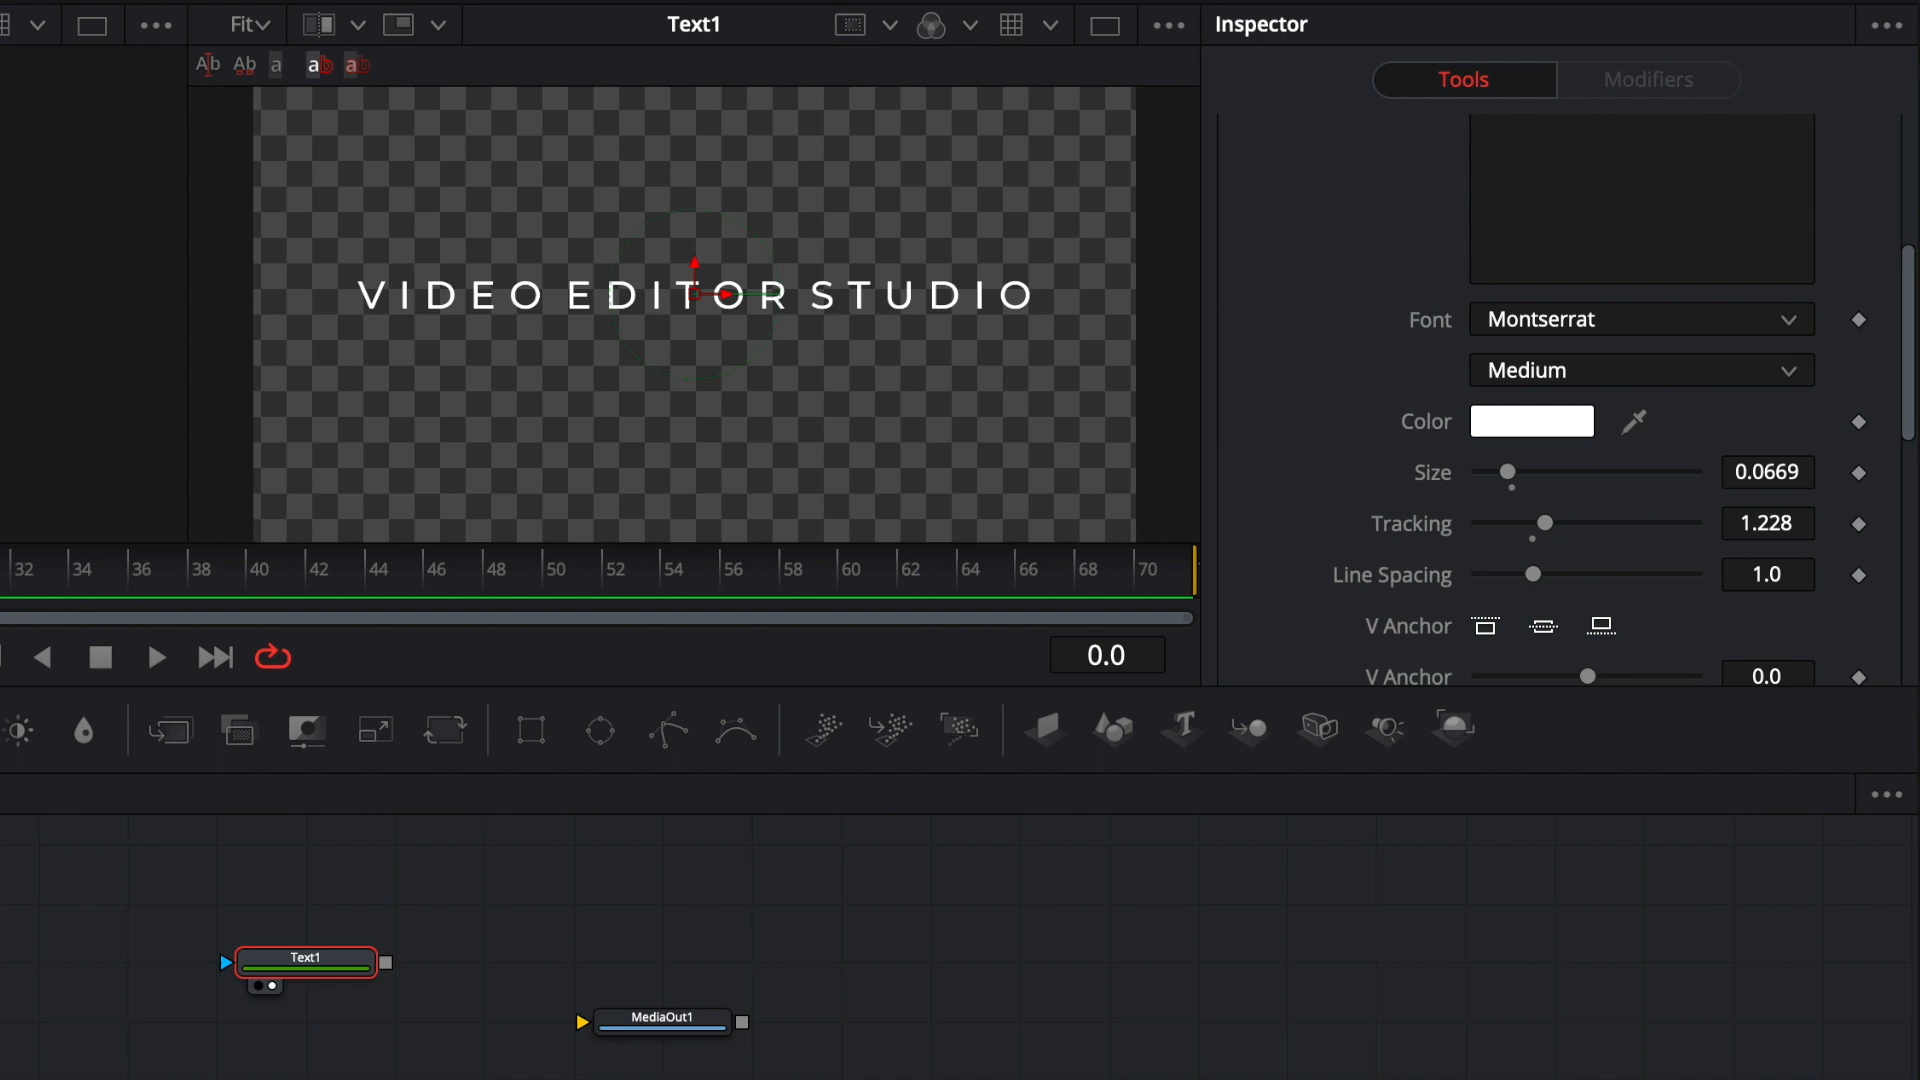 Fit
Text1
Inspector
Ab Ab a ab ab
Tools
Modifiers
VIDEO EDITOR STUDIO
Font
Montserrat
Medium
Color
Size
0.0669
Tracking
1.228
Line Spacing
1.0
V Anchor
V Anchor
0.0
32 34 36 38 40 42 44 46 48 50 52 54 56 58 60 62 64 66 68 70
0.0
Text1
MediaOut1